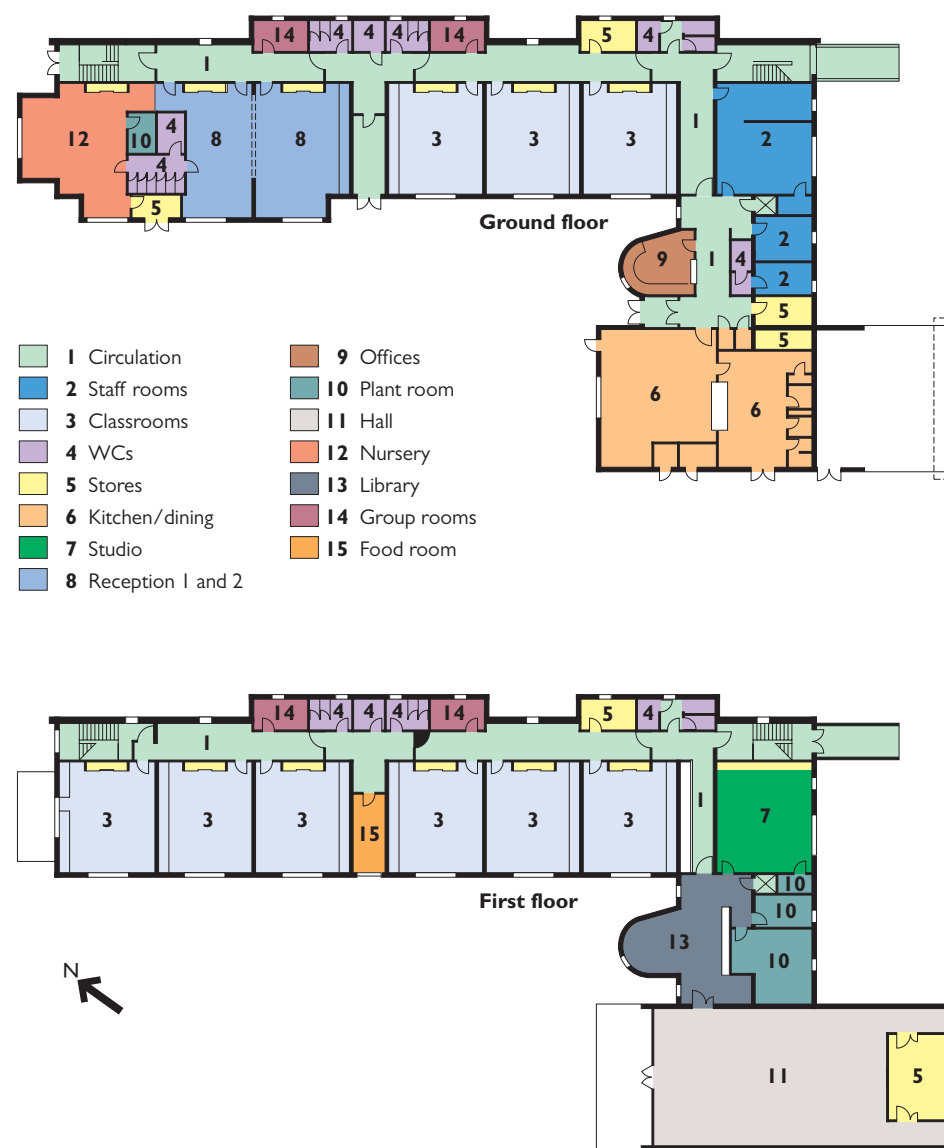 14 4 4 4 14 5 4
1
12 10 4 8 8 3 3 3 1 2
4
5
Ground floor
9 1 4 2
2
5
5
6 6
1 Circulation
2 Staff rooms
3 Classrooms
4 WCs
5 Stores
6 Kitchen/dining
7 Studio
8 Reception 1 and 2
9 Offices
10 Plant room
11 Hall
12 Nursery
13 Library
14 Group rooms
15 Food room
14 4 4 4 14 5 4
1
3 3 3 15 3 3 3 1 7
First floor
10
10
13 10
N
11 5